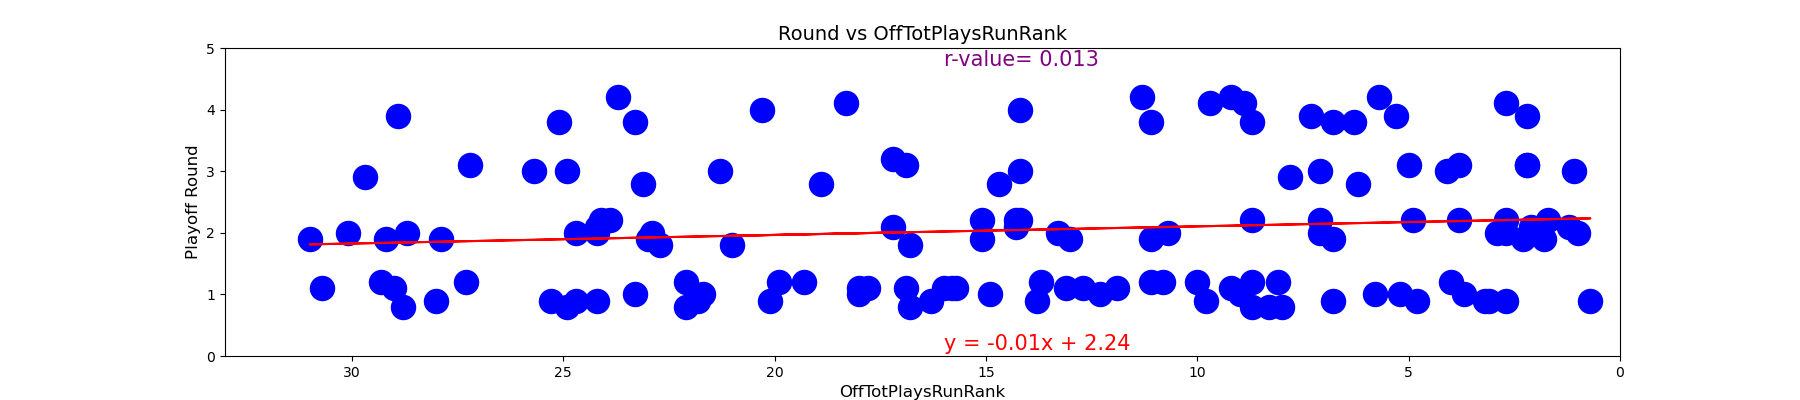 Round vs OffTotPlaysRunRank
r-value= 0.013
5
4
3
2
1
0
Playoff Round
y = -0.01x + 2.24
30 25 20 15 10 5 0
OffTotPlaysRunRank